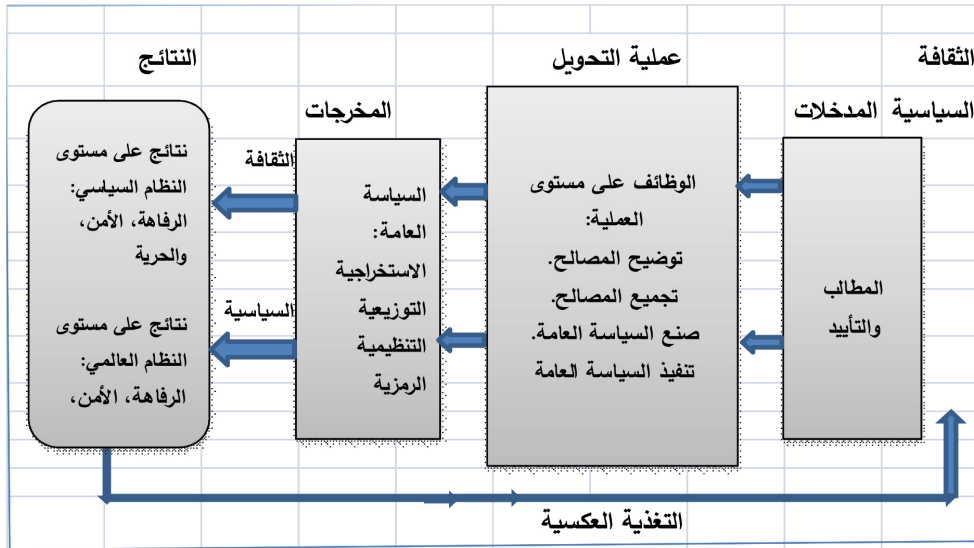 الثقافة
السياسية
المدخلات
المطالب
والتأييد
عملية التحويل
الوظائف على مستوى
العملية:
توضيح المصالح.
تجميع المصالح.
صنع السياسة العامة.
تنفيذ السياسة العامة
المخرجات
السياسة
العامة:
الاستخراجية
التوزيعية
التنظيمية
الرمزية
الثقافة
السياسية
النتائج
نتائج على مستوى
النظام السياسي:
الرفاهة، الأمن،
والحرية
نتائج على مستوى
النظام العالمي:
الرفاهة، الأمن،
التغذية العكسية